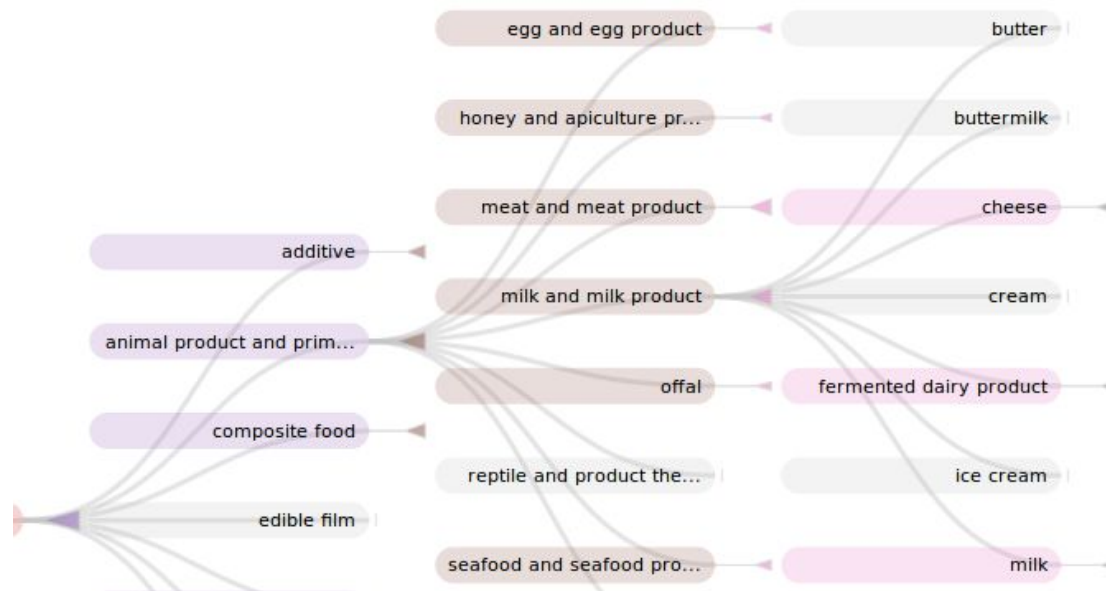 egg and egg product
butter
honey and apiculture pr...
buttermilk
meat and meat product
cheese
additive
milk and milk product
cream
animal product and prim...
offal
fermented dairy product
composite food
reptile and product the...
ice cream
edible film
seafood and seafood pro...
milk